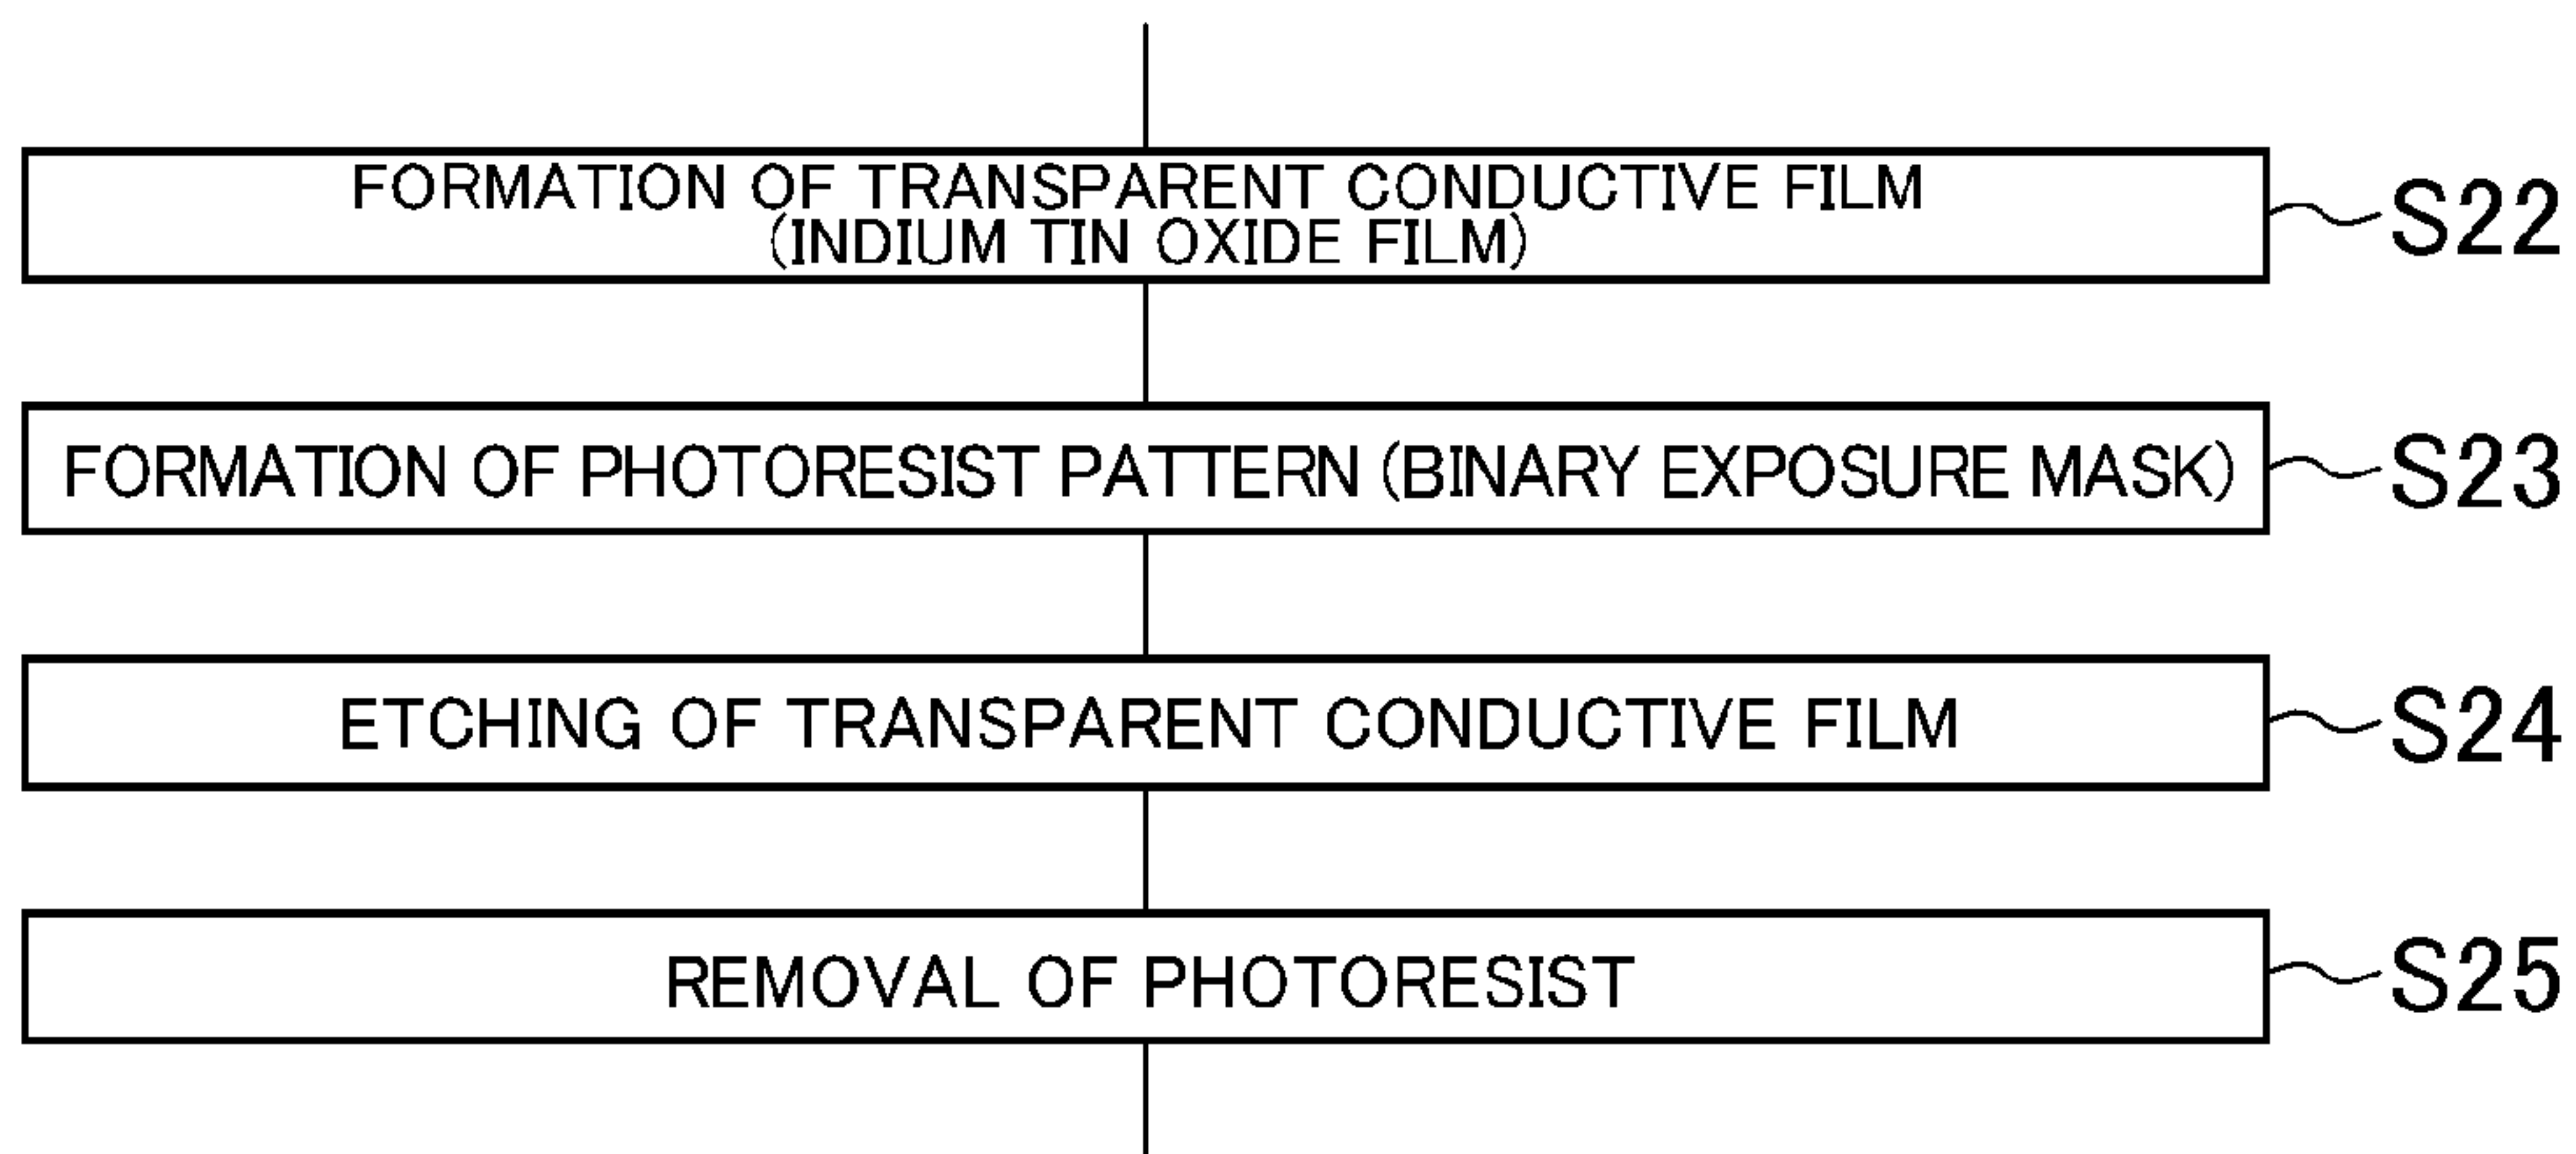 FORMATION OF TRANSPARENT CONDUCTIVE FILM
(INDIUM TIN OXIDE FILM)
S22
FORMATION OF PHOTORESIST PATTERN (BINARY EXPOSURE MASK)
S23
ETCHING OF TRANSPARENT CONDUCTIVE FILM
S24
REMOVAL OF PHOTORESIST
S25